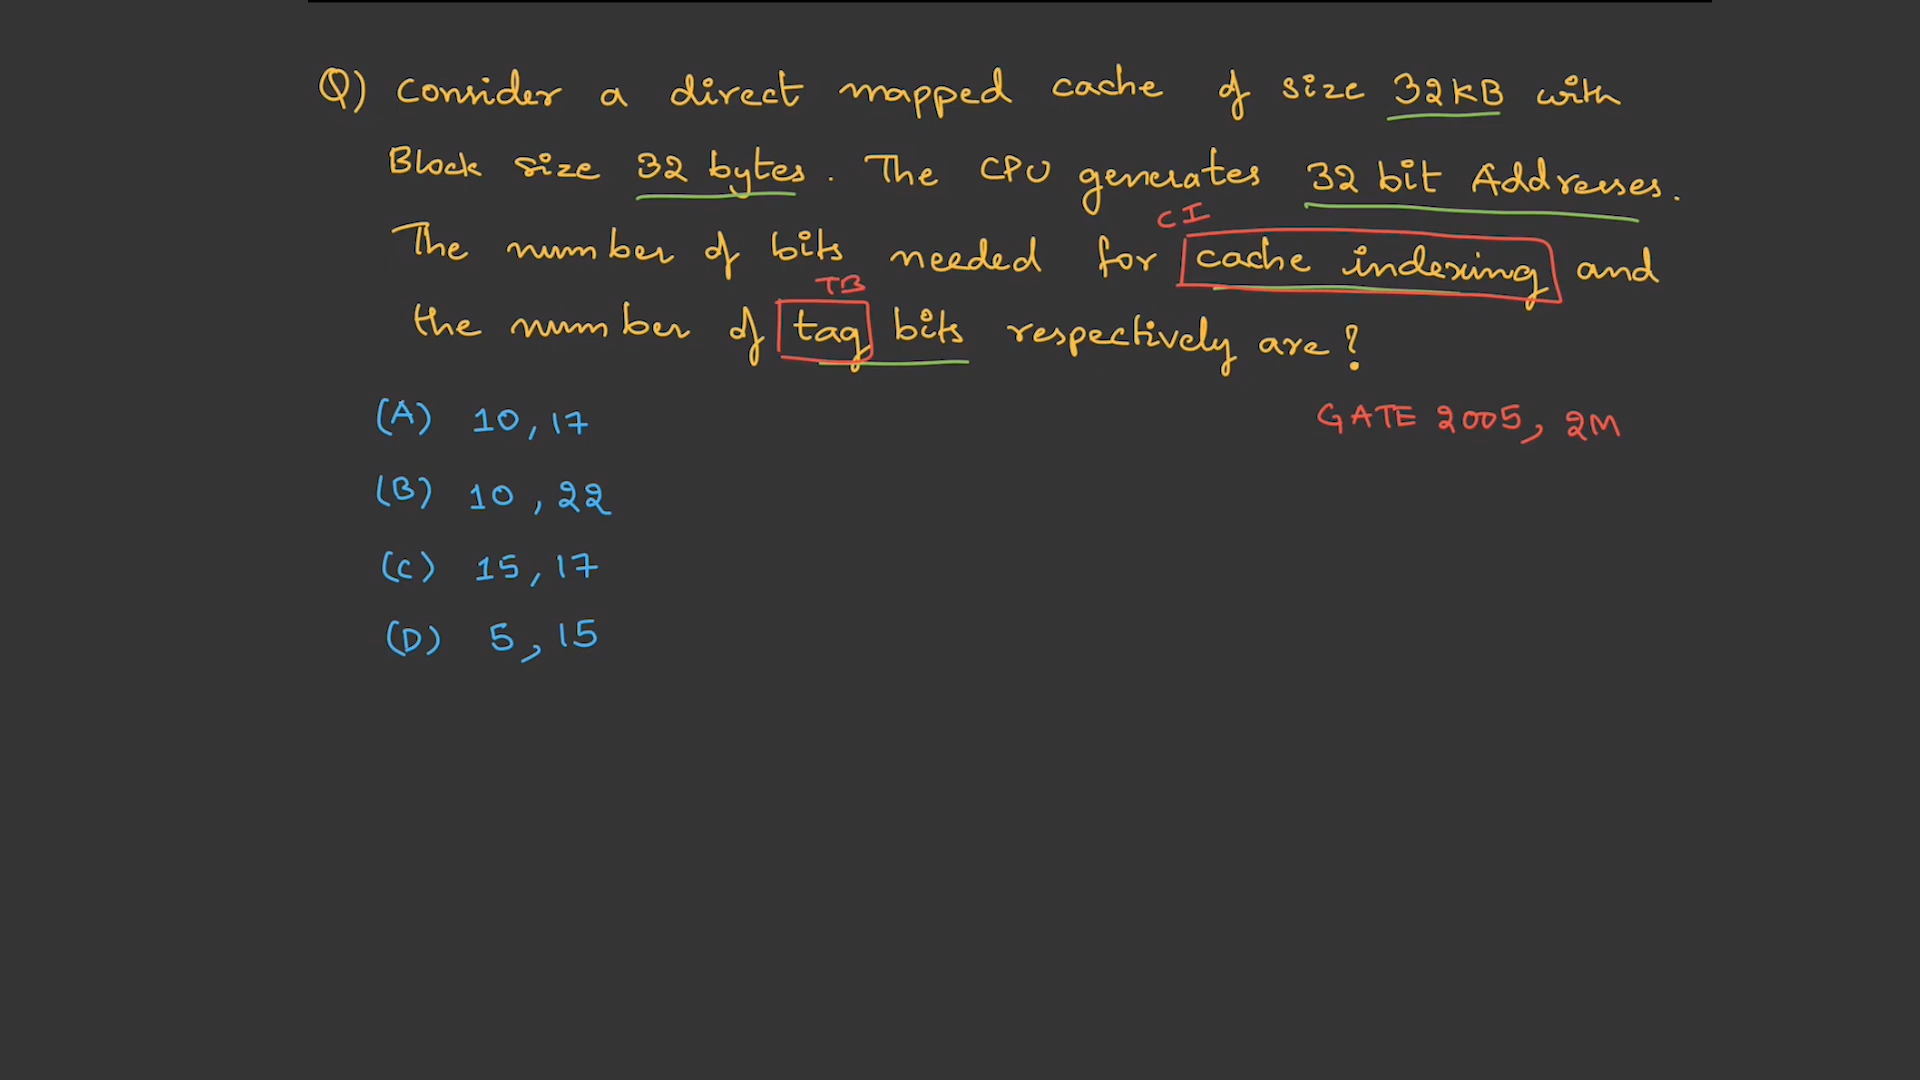 Q) Consider a direct mapped cache of size 32KB with
Block size 32 bytes. The CPU generates 32 bit Addresses.
CI
The number of bits needed for cache indexing and
TB
the number of tag bits respectively are?
(A) 10, 17
GATE 2005, 2M
(B) 10, 22
(C) 15, 17
(D) 5, 15